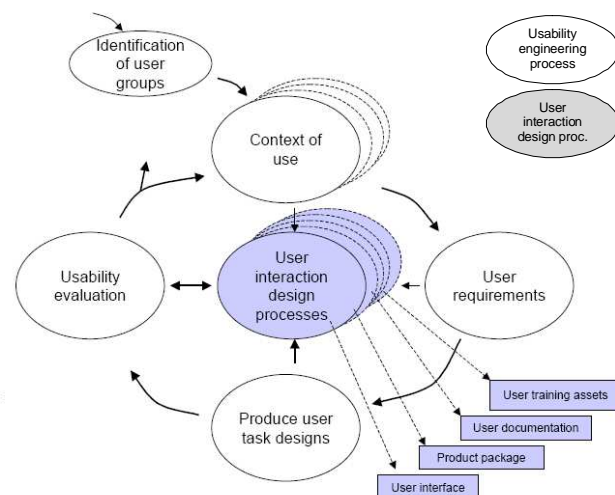 Identification
of user
groups
Usability
engineering
process
User
interaction
design proc.
Context of
use
Usability
evaluation
User
interaction
design
processes
User
requirements
Produce user
task designs
User training assets
User documentation
Product package
User interface